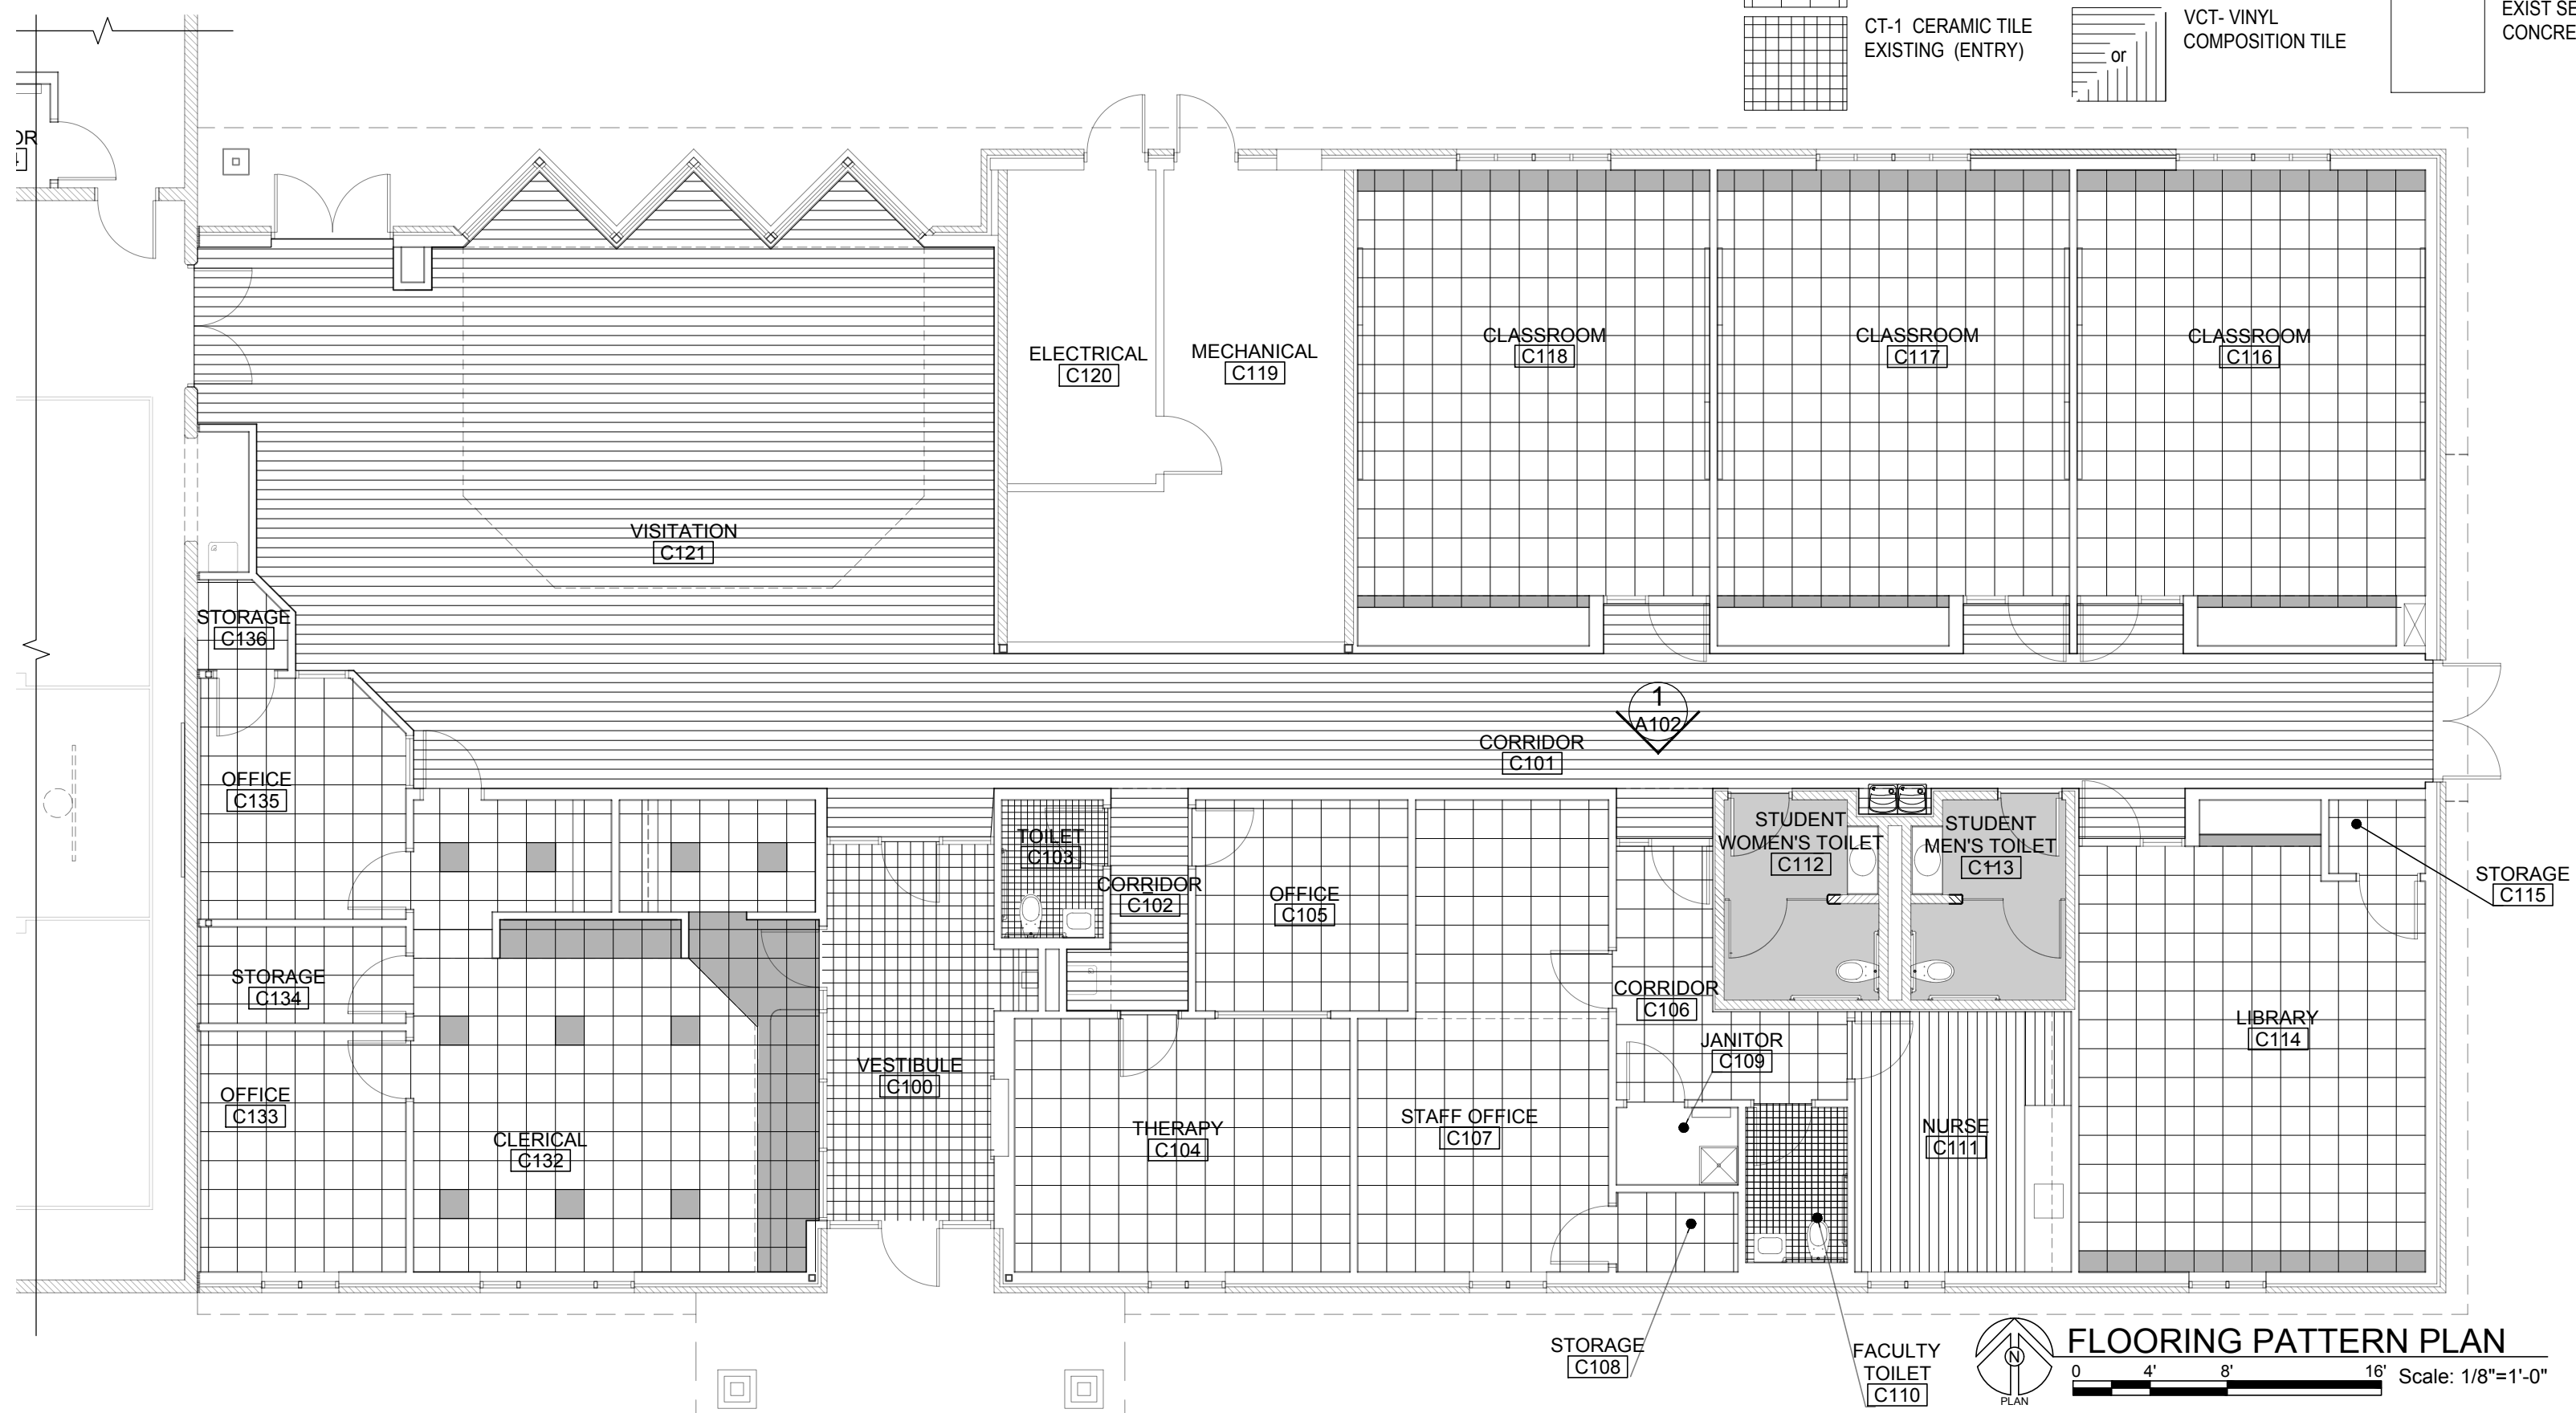 CT-1 CERAMIC TILE
EXISTING (ENTRY)
or
VCT- VINYL
COMPOSITION TILE
ELECTRICAL
C120
MECHANICAL
C119
CLASSROOM
C118
CLASSROOM
C117
CLASSROOM
C116
VISITATION
C121
STORAGE
C136
1
A102
CORRIDOR
C101
OFFICE
C135
TOILET
C103
CORRIDOR
C102
OFFICE
C105
STUDENT
WOMEN'S TOILET
C112
STUDENT
MEN'S TOILET
C113
STORAGE
C115
STORAGE
C134
CORRIDOR
C106
LIBRARY
C114
JANITOR
C109
VESTIBULE
C100
OFFICE
C133
CLERICAL
C132
THERAPY
C104
STAFF OFFICE
C107
NURSE
C111
STORAGE
C108
FACULTY
TOILET
C110
N
PLAN
FLOORING PATTERN PLAN
0 4' 8' 16' Scale: 1/8"=1'-0"